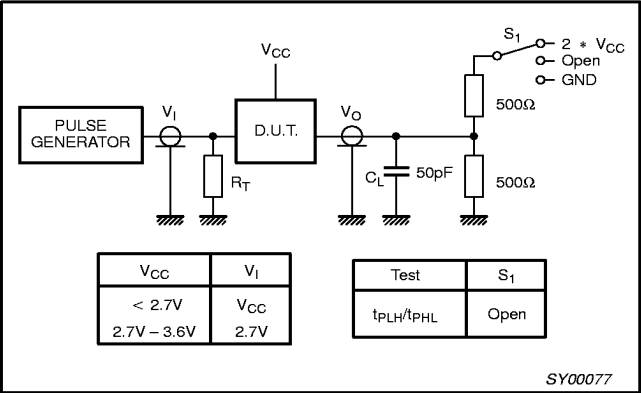 S1
2 * VCC
Open
GND
VCC
500Ω
PULSE
GENERATOR
VI
D.U.T.
VO
RT
CL
50pF
500Ω
VCC VI
< 2.7V VCC
2.7V – 3.6V 2.7V
Test S1
tPLH/tPHL Open
SY00077